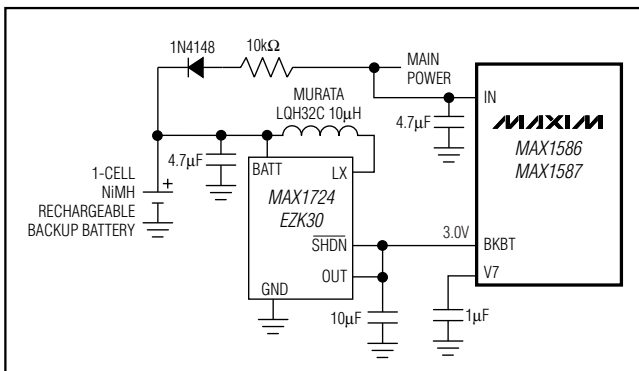 1N4148
10kΩ
MAIN
POWER
MURATA
LQH32C 10µH
IN
4.7µF
MAXIM
MAX1586
MAX1587
4.7µF
BATT
LX
1-CELL
NiMH
RECHARGEABLE
BACKUP BATTERY
+
MAX1724
EZK30
SHDN
3.0V
BKBT
OUT
V7
GND
10µF
1µF